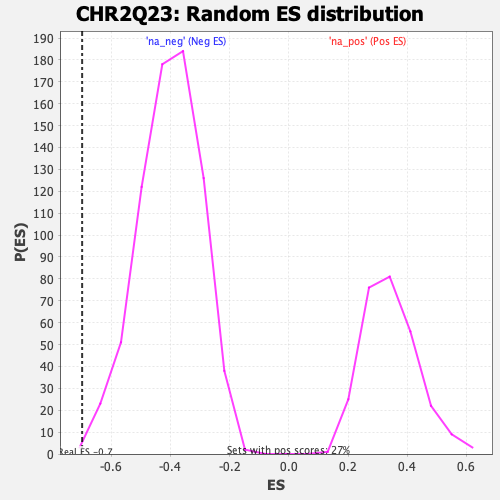 CHR2Q23: Random ES distribution
'na_neg' (Neg ES)
'na_pos' (Pos ES)
190
180
170
160
150
140
130
120
110
100
90
80
70
60
50
40
30
20
10
0
P(ES)
Real ES -0.7
Sets with pos scores: 27%
-0.6 -0.4 -0.2 0.0 0.2 0.4 0.6
ES